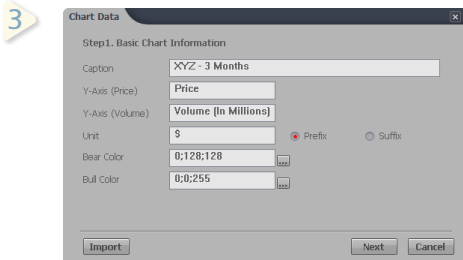 3
Chart Data
Step1. Basic Chart Information
Caption XYZ - 3 Months
Y-Axis (Price) Price
Y-Axis (Volume) Volume (In Millions)
Unit $ Prefix Suffix
Bear Color 0;128;128 ...
Bull Color 0;0;255 ...
Import Next Cancel